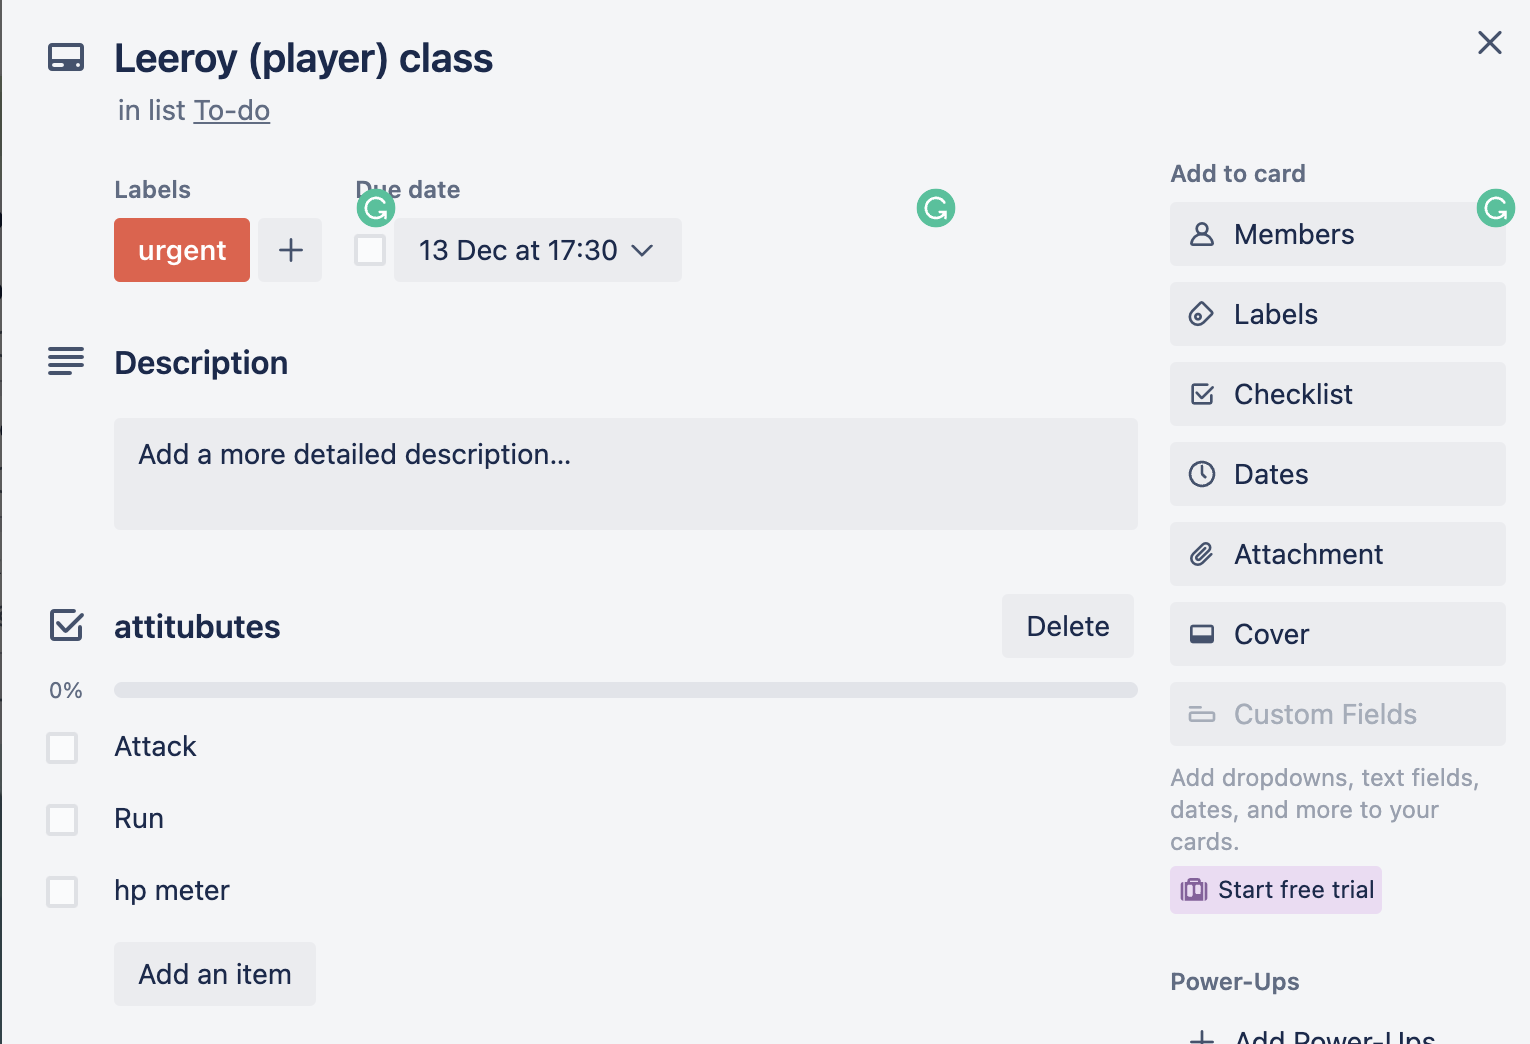 Leeroy (player) class
in list To-do
Labels
Due date
urgent
13 Dec at 17:30
Description
Add a more detailed description...
attitubutes
Delete
0%
Attack
Run
hp meter
Add an item
Add to card
Members
Labels
Checklist
Dates
Attachment
Cover
Custom Fields
Add dropdowns, text fields,
dates, and more to your
cards.
Start free trial
Power-Ups
Add Power-Ups